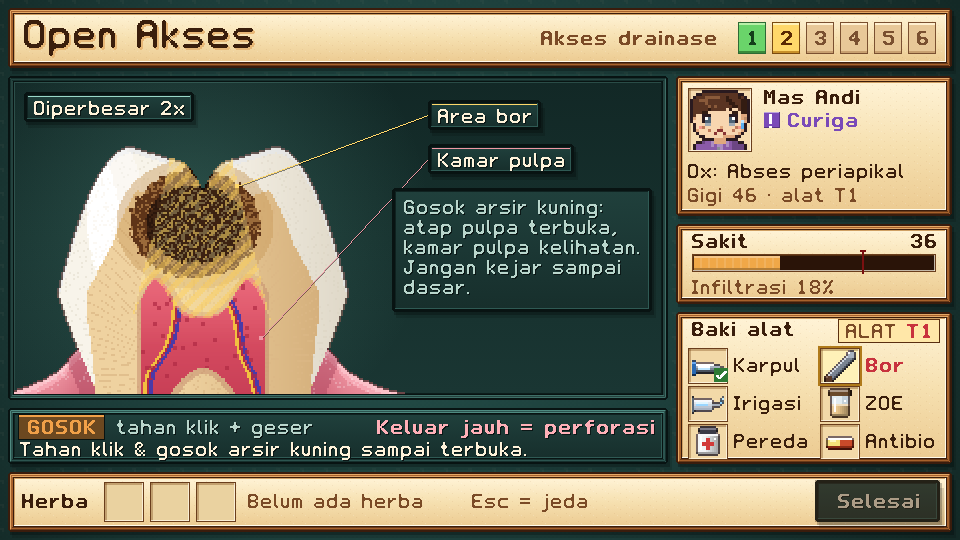 Open Akses
Akses drainase 1 2 3 4 5 6
Diperbesar 2x
Area bor
Kamar pulpa
Gosok arsir kuning:
atap pulpa terbuka,
kamar pulpa kelihatan.
Jangan kejar sampai
dasar.
Mas Andi
! Curiga
Dx: Abses periapikal
Gigi 46 · alat T1
Sakit 36
Infiltrasi 18%
Baki alat ALAT T1
Karpul Bor
Irigasi ZOE
Pereda Antibio
GOSOK tahan klik + geser Keluar jauh = perforasi
Tahan klik & gosok arsir kuning sampai terbuka.
Herba Belum ada herba Esc = jeda Selesai